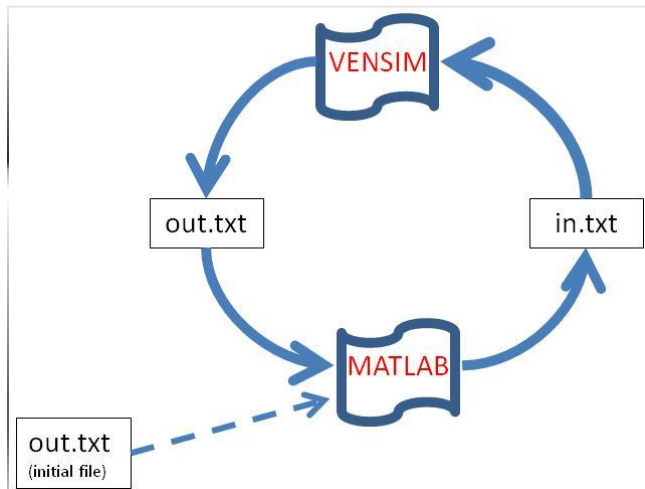 VENSIM
out.txt
in.txt
MATLAB
out.txt
(initial file)